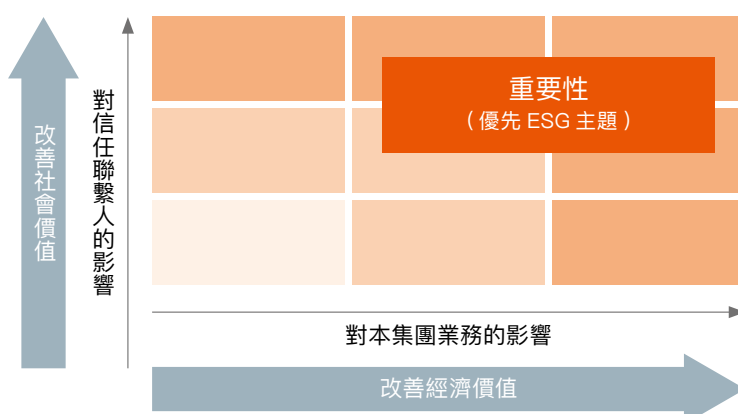 改善社會價值
對信任聯繫人的影響
重要性
（優先 ESG 主題）
對本集團業務的影響
改善經濟價值